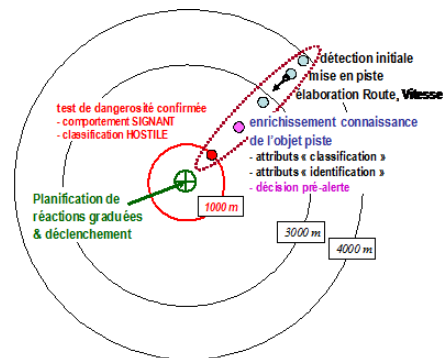 détection initiale
mise en piste
élaboration Route, Vitesse
test de dangerosité confirmée
- comportement SIGNANT
- classification HOSTILE
enrichissement connaissance
de l'objet piste
- attributs « classification »
- attributs « identification »
- décision pré-alerte
Planification de
réactions graduées
& déclenchement
1000 m
3000 m
4000 m